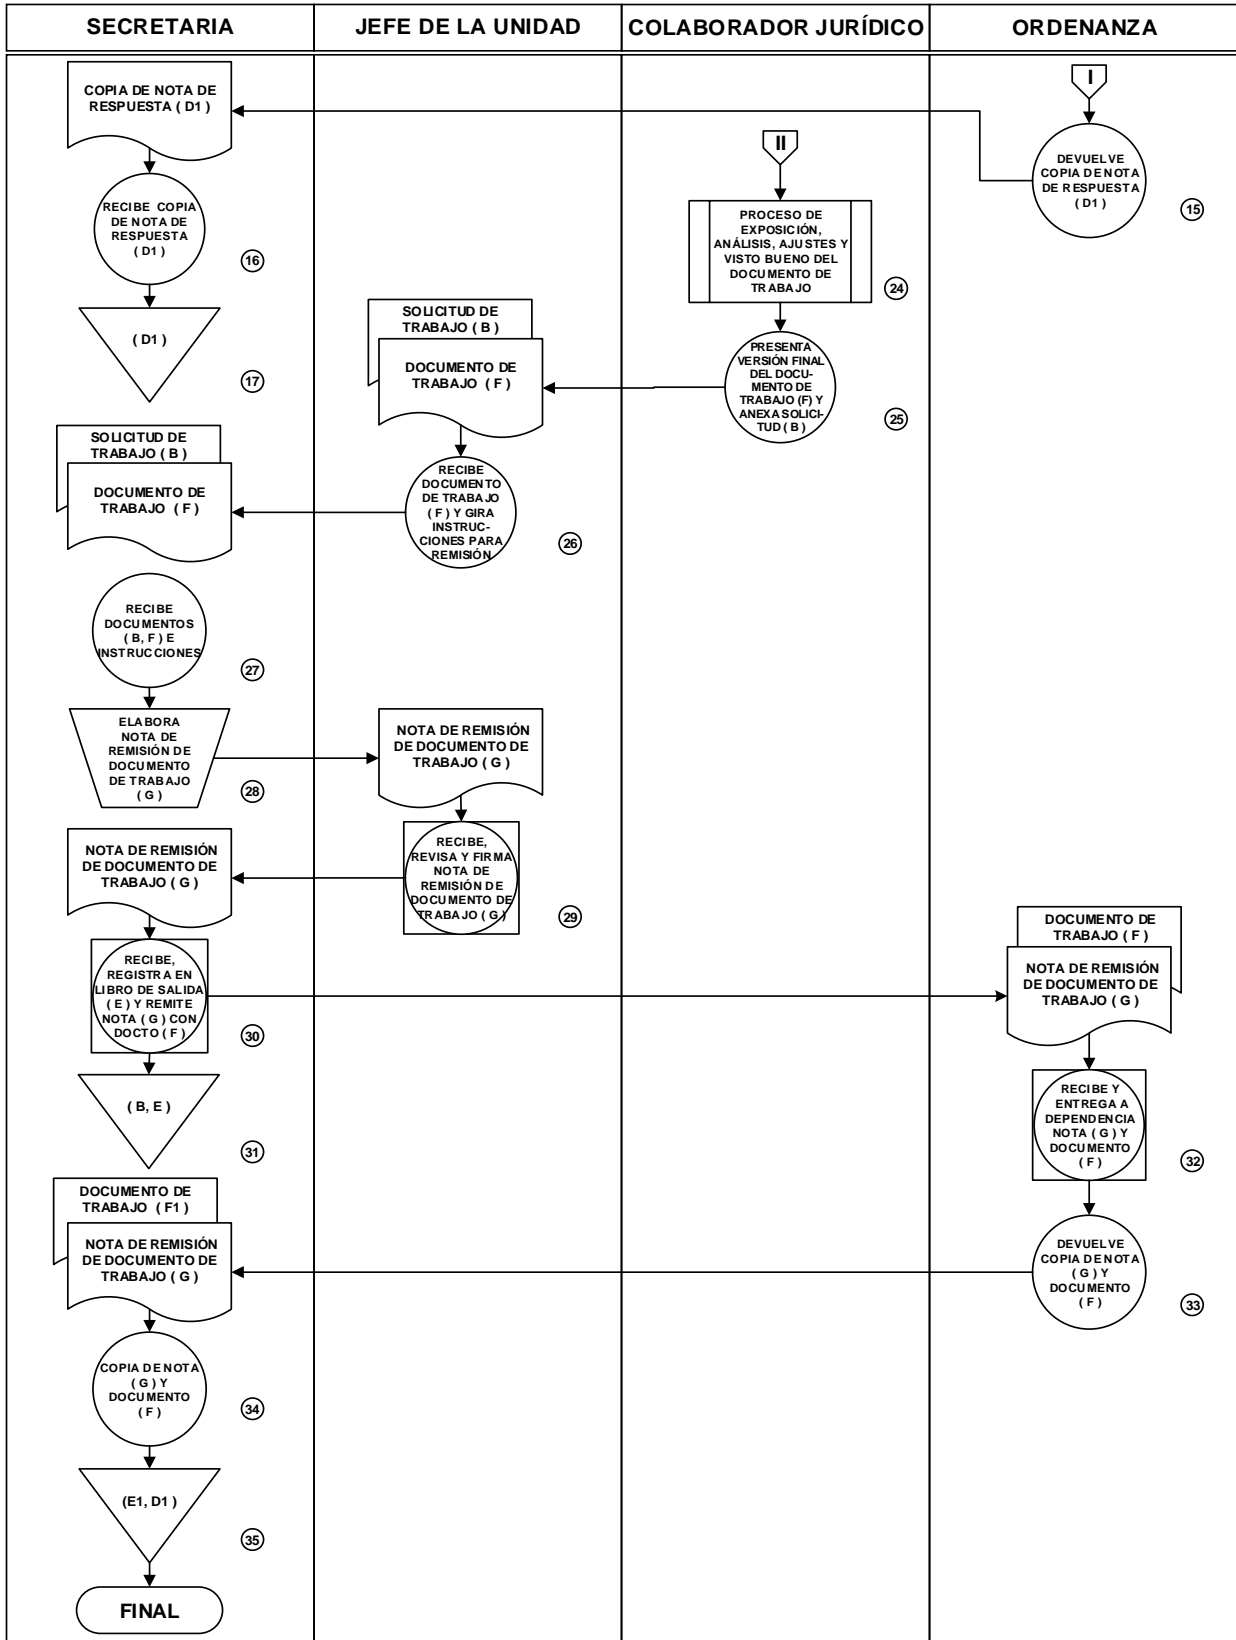 SECRETARIA
JEFE DE LA UNIDAD
COLABORADOR JURÍDICO
ORDENANZA
COPIA DE NOTA DE
RESPUESTA ( D1 )
I
DEVUELVE
COPIA DE NOTA
DE RESPUESTA
( D1 )
15
RECIBE COPIA
DE NOTA DE
RESPUESTA
( D1 )
16
( D1 )
17
II
PROCESO DE
EXPOSICIÓN,
ANÁLISIS, AJUSTES Y
VISTO BUENO DEL
DOCUMENTO DE
TRABAJO
24
PRESENTA
VERSIÓN FINAL
DEL DOCU-
MENTO DE
TRABAJO (F) Y
ANEXA SOLICI-
TUD ( B )
25
SOLICITUD DE
TRABAJO ( B )
DOCUMENTO DE
TRABAJO ( F )
RECIBE
DOCUMENTO
DE TRABAJO
( F ) Y GIRA
INSTRUC-
CIONES PARA
REMISIÓN
26
SOLICITUD DE
TRABAJO ( B )
DOCUMENTO DE
TRABAJO ( F )
RECIBE
DOCUMENTOS
( B, F ) E
INSTRUCCIONES
27
ELABORA
NOTA DE
REMISIÓN DE
DOCUMENTO
DE TRABAJO
( G )
28
NOTA DE REMISIÓN
DE DOCUMENTO DE
TRABAJO ( G )
RECIBE,
REVISA Y FIRMA
NOTA DE
REMISIÓN DE
DOCUMENTO DE
TRABAJO ( G )
29
NOTA DE REMISIÓN
DE DOCUMENTO DE
TRABAJO ( G )
RECIBE,
REGISTRA EN
LIBRO DE SALIDA
( E ) Y REMITE
NOTA ( G ) CON
DOCTO ( F )
30
( B, E )
31
DOCUMENTO DE
TRABAJO ( F )
NOTA DE REMISIÓN
DE DOCUMENTO DE
TRABAJO ( G )
RECIBE Y
ENTREGA A
DEPENDENCIA
NOTA ( G ) Y
DOCUMENTO
( F )
32
DEVUELVE
COPIA DE NOTA
( G ) Y
DOCUMENTO
( F )
33
DOCUMENTO DE
TRABAJO ( F1 )
NOTA DE REMISIÓN
DE DOCUMENTO DE
TRABAJO ( G )
COPIA DE NOTA
( G ) Y
DOCUMENTO
( F )
34
(E1, D1 )
35
FINAL